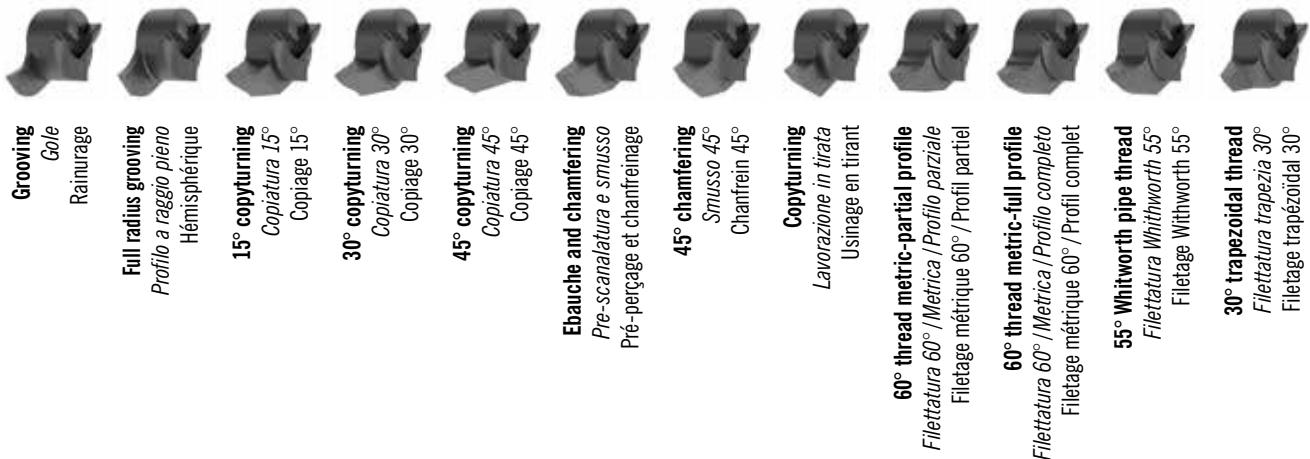 Grooving
Gole
Rainurage
Full radius grooving
Profilo a raggio pieno
Hémisphérique
15° copyturning
Copiatura 15°
Copiage 15°
30° copyturning
Copiatura 30°
Copiage 30°
45° copyturning
Copiatura 45°
Copiage 45°
Ebauche and chamfering
Pre-scanalatura e smusso
Pré-perçage et chanfreinage
45° chamfering
Smusso 45°
Chanfrein 45°
Copyturning
Lavorazione in tirata
Usinage en tirant
60° thread metric-partial profile
Filettatura 60° / Metrica / Profilo parziale
Filetage métrique 60° / Profil partiel
60° thread metric-full profile
Filettatura 60° / Metrica / Profilo completo
Filetage métrique 60° / Profil complet
55° Whitworth pipe thread
Filettatura Whithworth 55°
Filetage Withworth 55°
30° trapezoidal thread
Filettatura trapezia 30°
Filetage trapézoïdal 30°